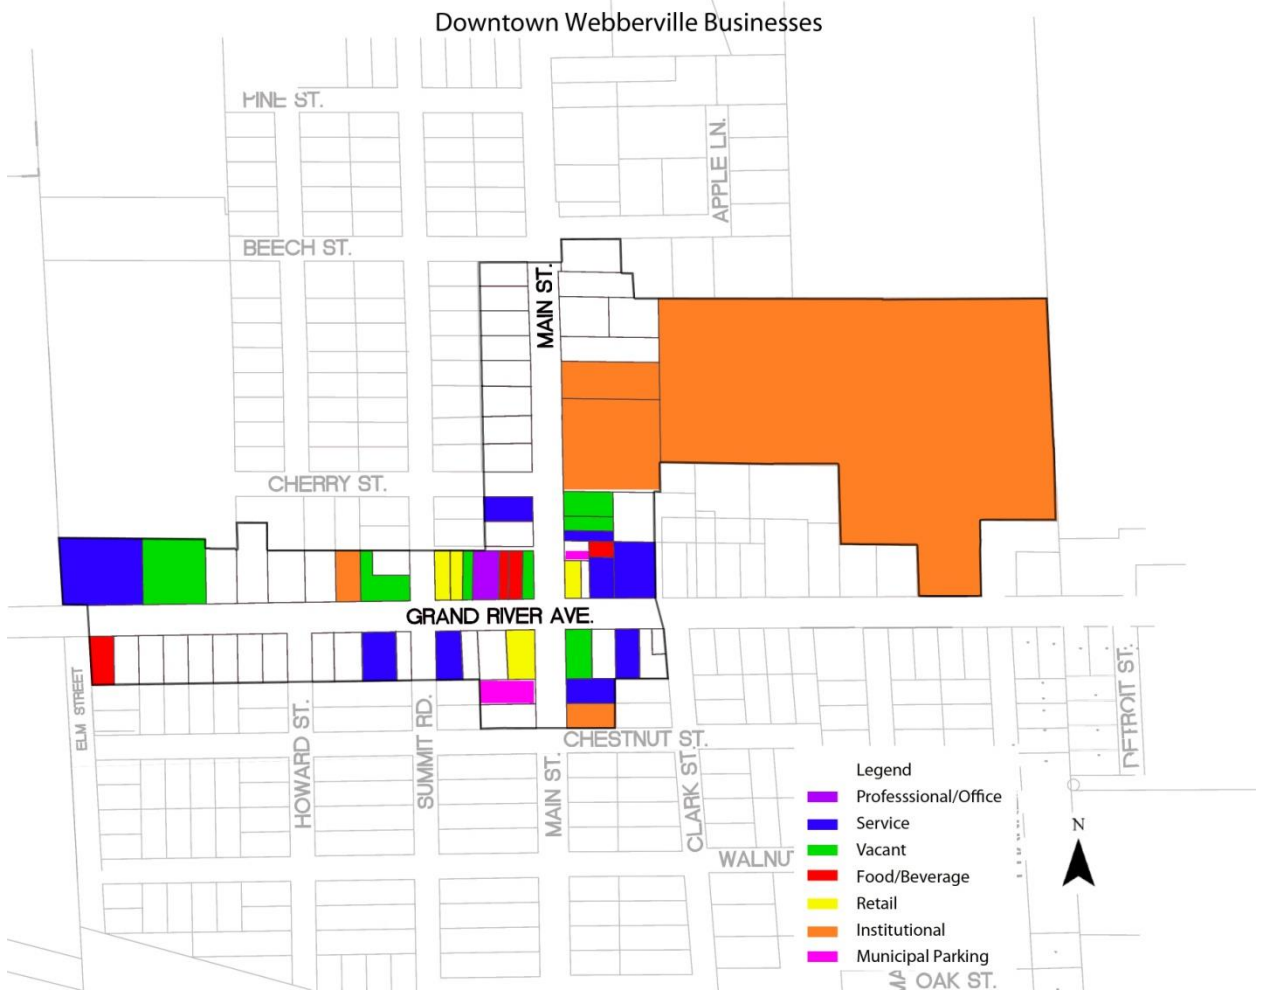 Downtown Webberville Businesses
PINE ST.
APPLE LN.
BEECH ST.
MAIN ST.
CHERRY ST.
GRAND RIVER AVE.
ELM STREET
HOWARD ST.
SUMMIT RD.
MAIN ST.
CHESTNUT ST.
CLARK ST.
DETROIT ST.
WALNUT
Legend
Professsional/Office
Service
Vacant
Food/Beverage
Retail
Institutional
Municipal Parking
N
OAK ST.